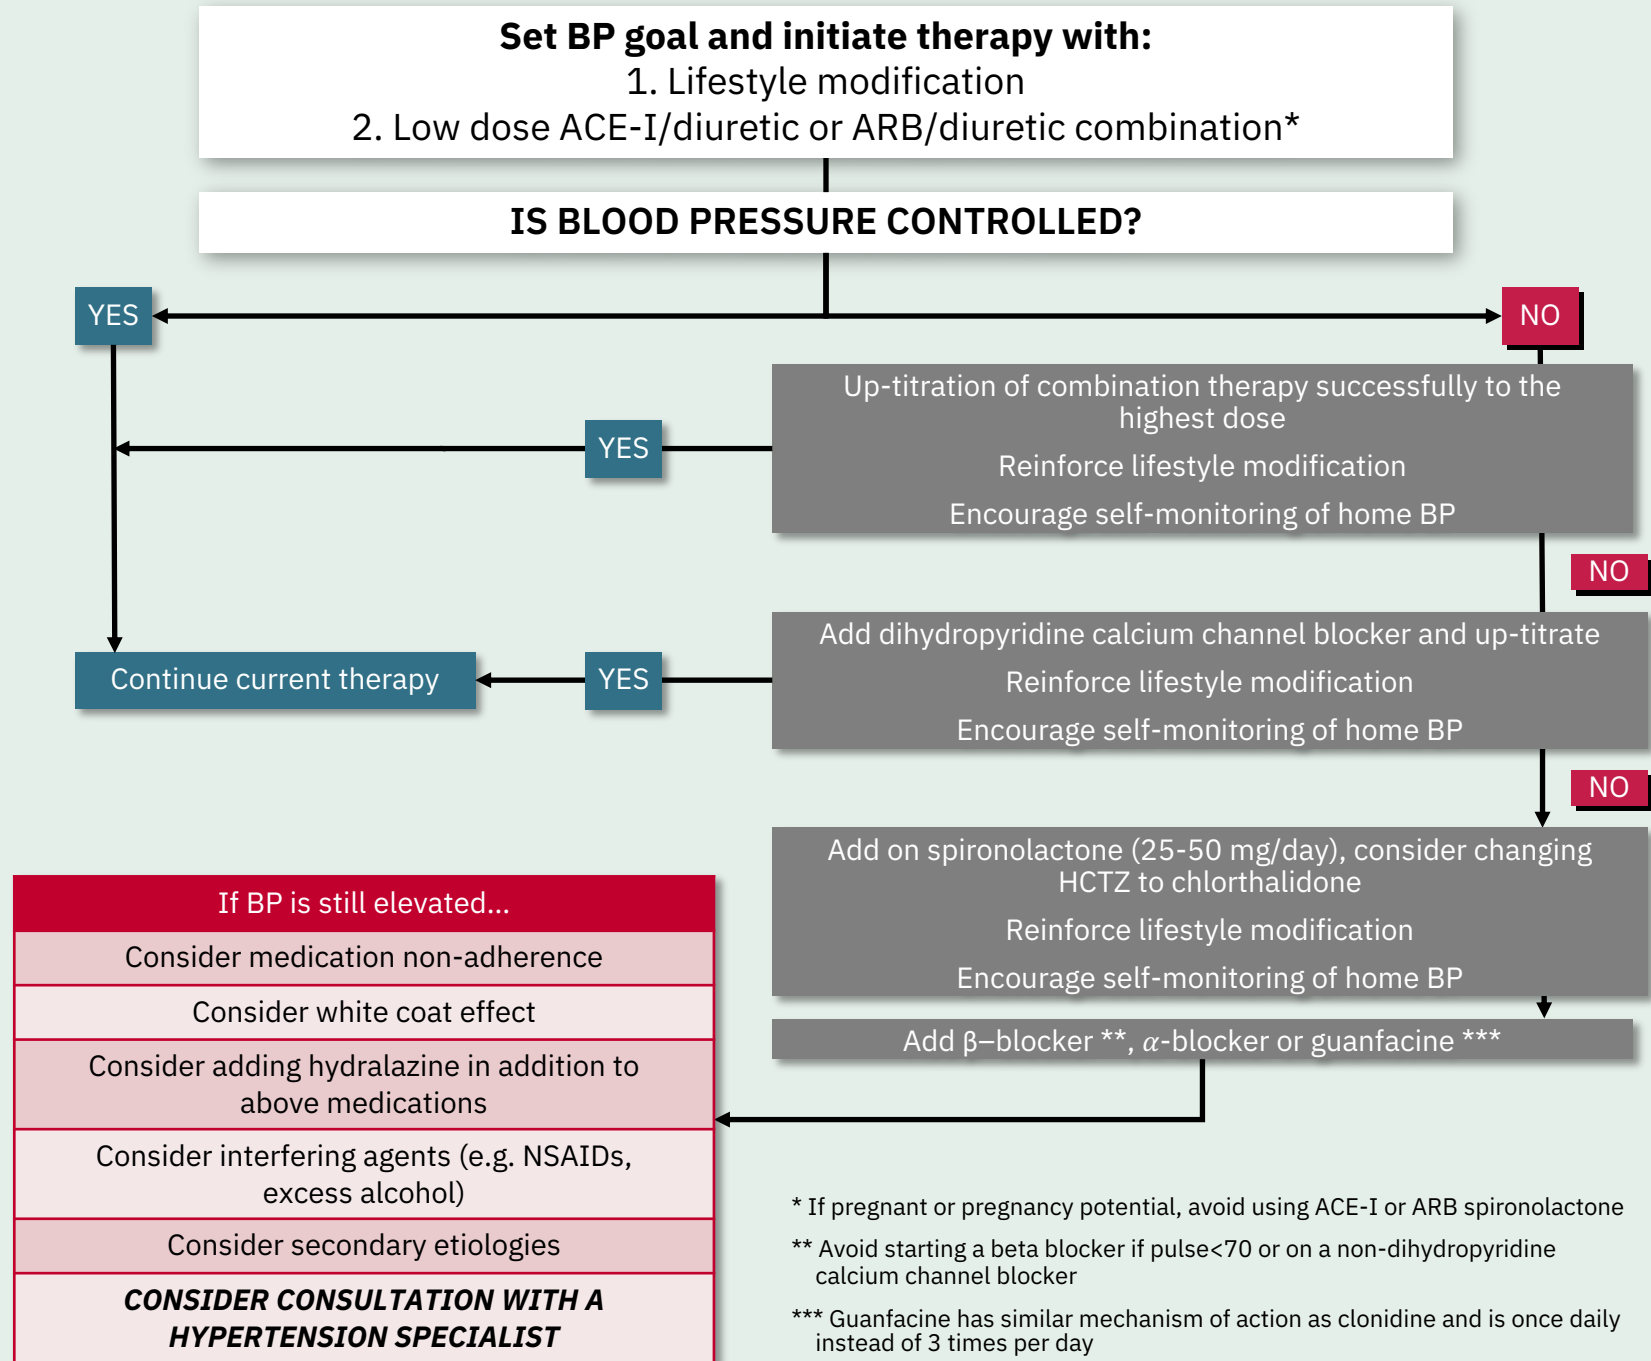 Set BP goal and initiate therapy with:
1. Lifestyle modification
2. Low dose ACE-I/diuretic or ARB/diuretic combination*
IS BLOOD PRESSURE CONTROLLED?
YES
NO
Up-titration of combination therapy successfully to the
highest dose
Reinforce lifestyle modification
Encourage self-monitoring of home BP
YES
NO
Add dihydropyridine calcium channel blocker and up-titrate
Reinforce lifestyle modification
Encourage self-monitoring of home BP
YES
Continue current therapy
NO
Add on spironolactone (25-50 mg/day), consider changing
HCTZ to chlorthalidone
Reinforce lifestyle modification
Encourage self-monitoring of home BP
Add β–blocker **, α-blocker or guanfacine ***
If BP is still elevated...
Consider medication non-adherence
Consider white coat effect
Consider adding hydralazine in addition to
above medications
Consider interfering agents (e.g. NSAIDs,
excess alcohol)
Consider secondary etiologies
CONSIDER CONSULTATION WITH A
HYPERTENSION SPECIALIST
* If pregnant or pregnancy potential, avoid using ACE-I or ARB spironolactone
** Avoid starting a beta blocker if pulse<70 or on a non-dihydropyridine
calcium channel blocker
*** Guanfacine has similar mechanism of action as clonidine and is once daily
instead of 3 times per day